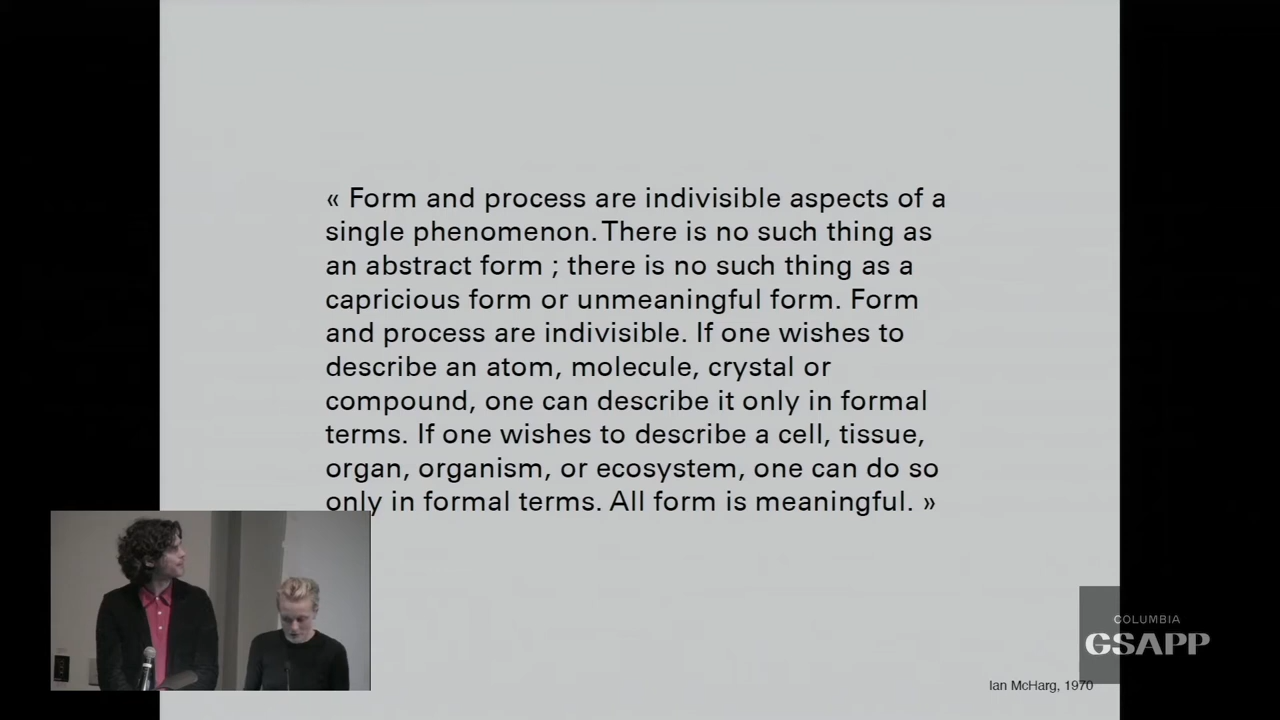 « Form and process are indivisible aspects of a
single phenomenon. There is no such thing as
an abstract form ; there is no such thing as a
capricious form or unmeaningful form. Form
and process are indivisible. If one wishes to
describe an atom, molecule, crystal or
compound, one can describe it only in formal
terms. If one wishes to describe a cell, tissue,
organ, organism, or ecosystem, one can do so
only in formal terms. All form is meaningful. »
COLUMBIA
GSAPP
Ian McHarg, 1970